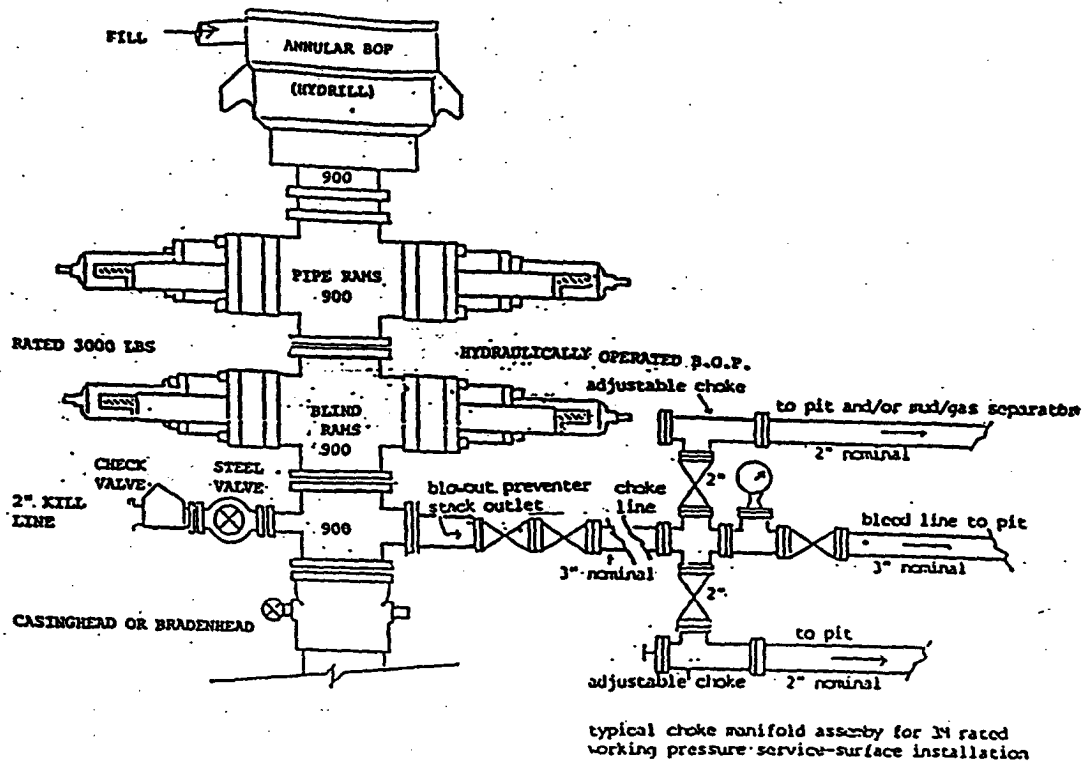 FILL
ANNULAR BOP
(HYDRILL)
900
PIPE RAMS
900
RATED 3000 LBS
HYDRAULICALLY OPERATED B.O.P.
adjustable choke
to pit and/or mud/gas separator
BLIND
RAMS
900
2" nominal
CHECK
VALVE
STEEL
VALVE
2"
2" KILL
LINE
blowout preventer
stack outlet
choke
line
900
bleed line to pit
3" nominal
3" nominal
2"
CASINGHEAD OR BRADENHEAD
to pit
adjustable choke
2" nominal
typical choke manifold assemby for 3M rated
working pressure service-surface installation